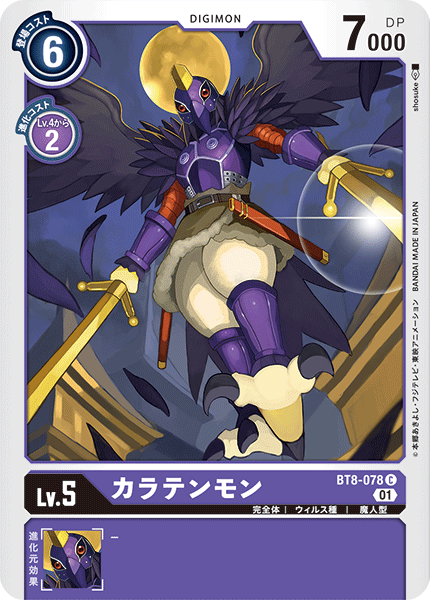 登場コスト
6
DIGIMON
7000
DP
進化コスト
Lv.4から
2
shosuke
BANDAI MADE IN JAPAN
© 本郷あきよし・フジテレビ・東映アニメーション
Lv.5
カラテンモン
BT8-078 C
01
完全体 | ウィルス種 | 魔人型
進化元効果
–